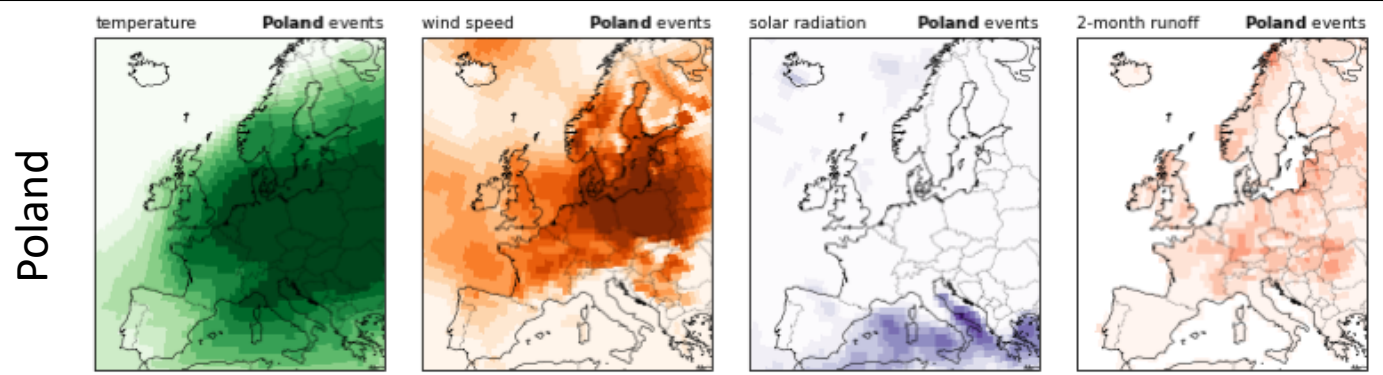 temperature Poland events
wind speed Poland events
solar radiation Poland events
2-month runoff Poland events
Poland